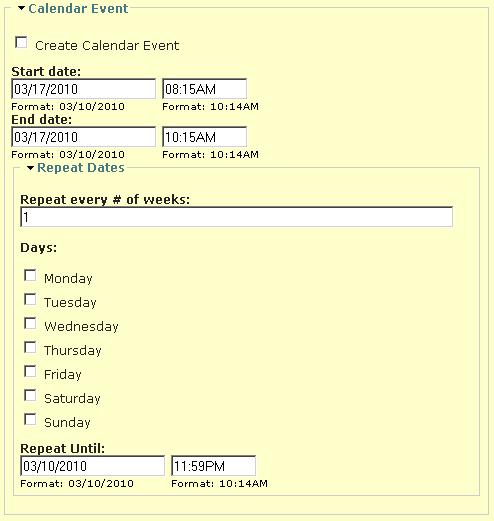 Calendar Event
Create Calendar Event
Start date:
03/17/2010 08:15AM
Format: 03/10/2010 Format: 10:14AM
End date:
03/17/2010 10:15AM
Format: 03/10/2010 Format: 10:14AM
Repeat Dates
Repeat every # of weeks:
1
Days:
Monday
Tuesday
Wednesday
Thursday
Friday
Saturday
Sunday
Repeat Until:
03/10/2010 11:59PM
Format: 03/10/2010 Format: 10:14AM